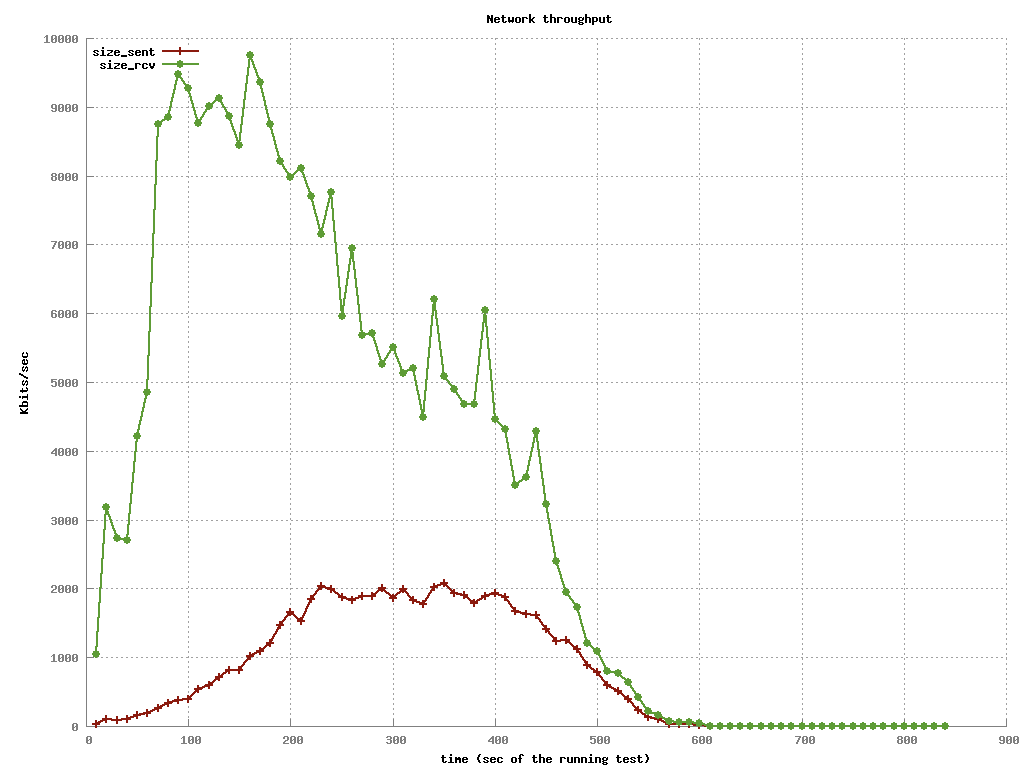 Network throughput
10000
size_sent
size_rcv
9000
8000
7000
6000
5000
Kbits/sec
4000
3000
2000
1000
0
0 100 200 300 400 500 600 700 800 900
time (sec of the running test)